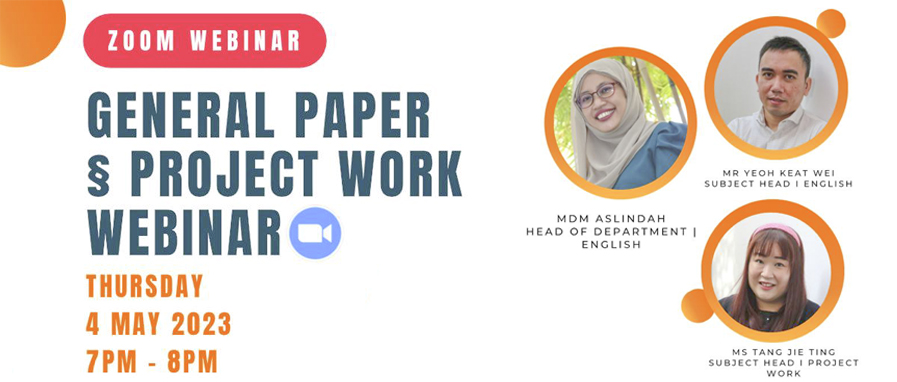 ZOOM WEBINAR
GENERAL PAPER
§ PROJECT WORK
WEBINAR
THURSDAY
4 MAY 2023
7PM - 8PM
MDM ASLINDAH
HEAD OF DEPARTMENT |
ENGLISH
MR YEOH KEAT WEI
SUBJECT HEAD I ENGLISH
MS TANG JIE TING
SUBJECT HEAD I PROJECT
WORK